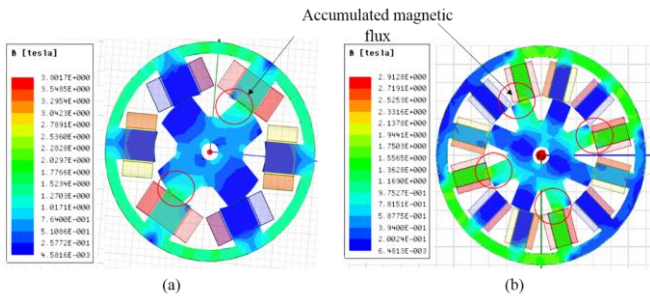 Accumulated magnetic
flux
B [tesla]
3.8017E+000
3.5485E+000
3.2954E+000
3.0423E+000
2.7891E+000
2.5360E+000
2.2828E+000
2.0297E+000
1.7766E+000
1.5234E+000
1.2703E+000
1.0171E+000
7.6400E-001
5.1086E-001
2.5772E-001
4.5816E-003
(a)
B [tesla]
2.9128E+000
2.7191E+000
2.5253E+000
2.3316E+000
2.1378E+000
1.9441E+000
1.7503E+000
1.5565E+000
1.3628E+000
1.1690E+000
9.7527E-001
7.8151E-001
5.8775E-001
3.9400E-001
2.0024E-001
6.4813E-003
(b)